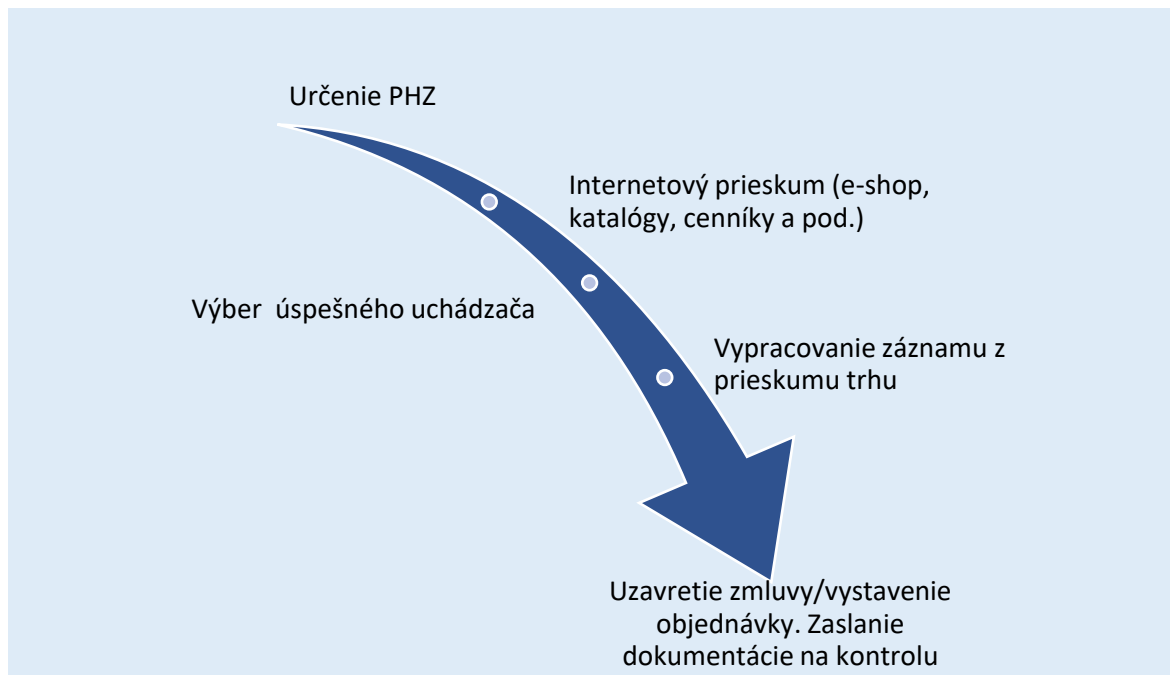 Určenie PHZ
Internetový prieskum (e-shop,
katalógy, cenníky a pod.)
Výber  úspešného uchádzača
Vypracovanie záznamu z
prieskumu trhu
Uzavretie zmluvy/vystavenie
objednávky. Zaslanie
dokumentácie na kontrolu